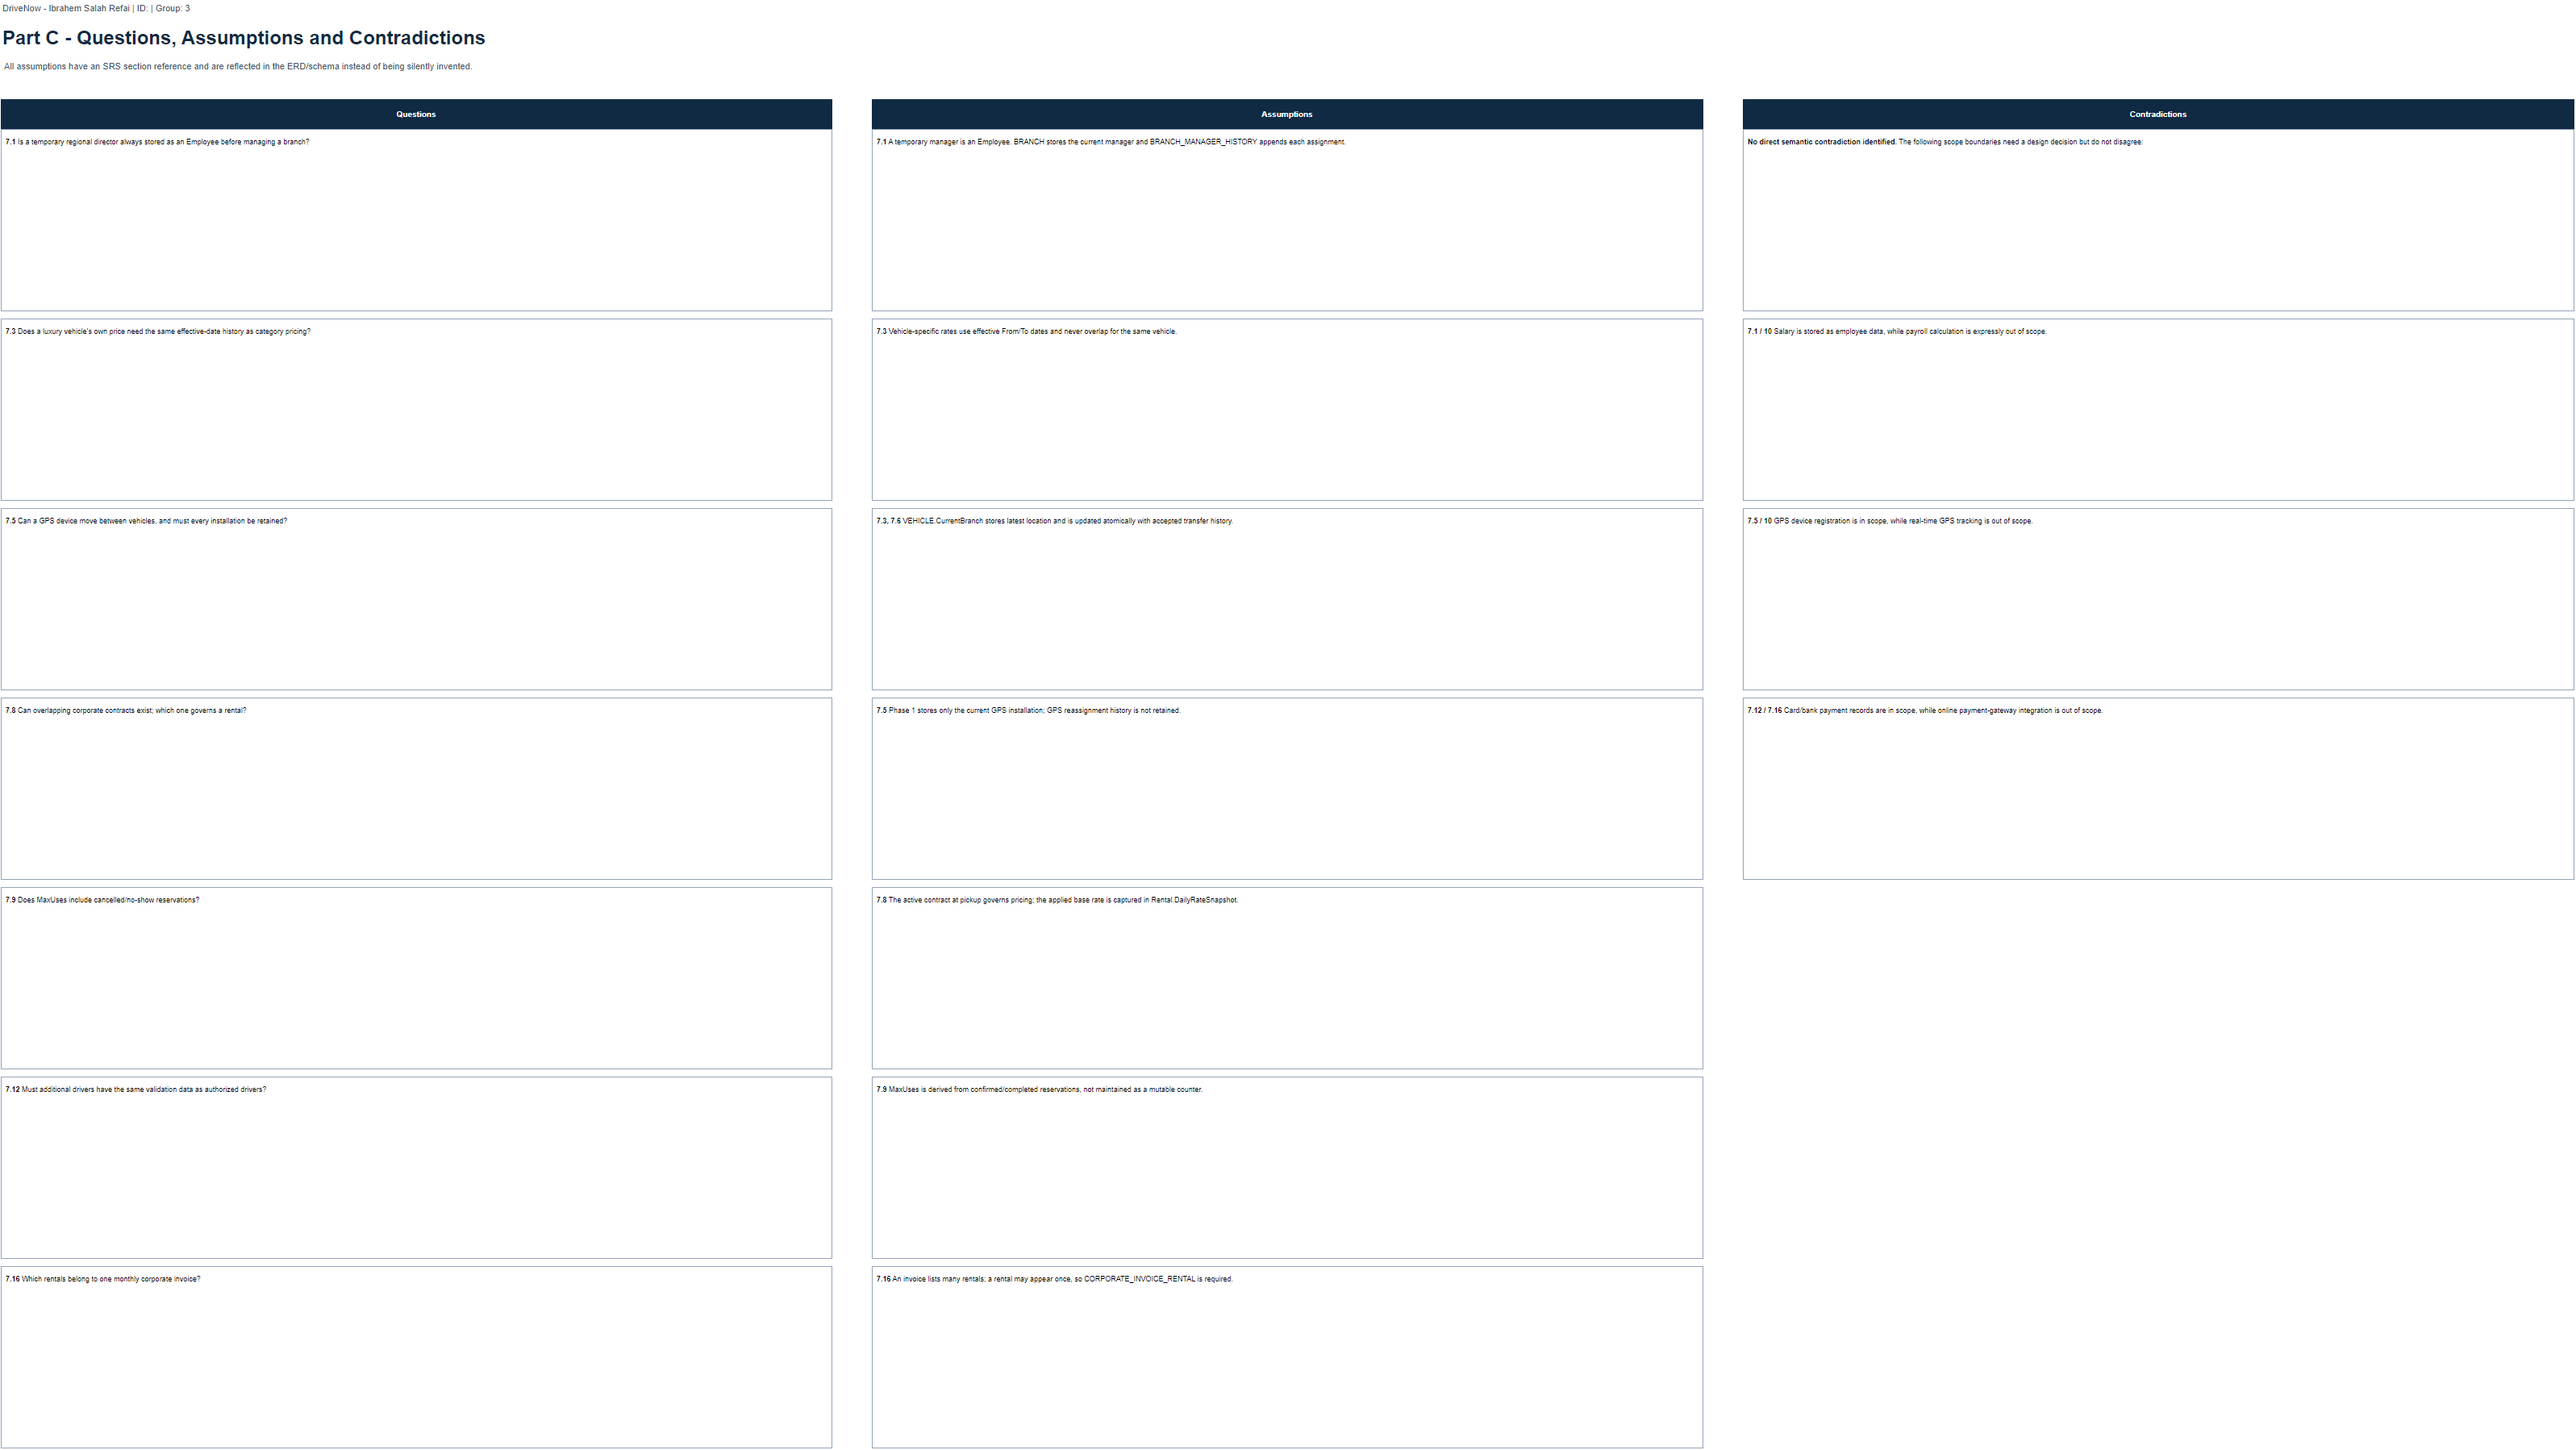 DriveNow - Ibrahem Salah Refai | ID: | Group: 3
Part C - Questions, Assumptions and Contradictions
All assumptions have an SRS section reference and are reflected in the ERD/schema instead of being silently invented.
Questions
7.1 Is a temporary regional director always stored as an Employee before managing a branch?
7.3 Does a luxury vehicle's own price need the same effective-date history as category pricing?
7.5 Can a GPS device move between vehicles, and must every installation be retained?
7.8 Can overlapping corporate contracts exist; which one governs a rental?
7.9 Does MaxUses include cancelled/no-show reservations?
7.12 Must additional drivers have the same validation data as authorized drivers?
7.16 Which rentals belong to one monthly corporate invoice?
Assumptions
7.1 A temporary manager is an Employee. BRANCH stores the current manager and BRANCH_MANAGER_HISTORY appends each assignment.
7.3 Vehicle-specific rates use effective From/To dates and never overlap for the same vehicle.
7.3, 7.6 VEHICLE.CurrentBranch stores latest location and is updated atomically with accepted transfer history.
7.5 Phase 1 stores only the current GPS installation; GPS reassignment history is not retained.
7.8 The active contract at pickup governs pricing; the applied base rate is captured in Rental.DailyRateSnapshot.
7.9 MaxUses is derived from confirmed/completed reservations, not maintained as a mutable counter.
7.16 An invoice lists many rentals; a rental may appear once, so CORPORATE_INVOICE_RENTAL is required.
Contradictions
No direct semantic contradiction identified. The following scope boundaries need a design decision but do not disagree:
7.1 / 10 Salary is stored as employee data, while payroll calculation is expressly out of scope.
7.5 / 10 GPS device registration is in scope, while real-time GPS tracking is out of scope.
7.12 / 7.16 Card/bank payment records are in scope, while online payment-gateway integration is out of scope.